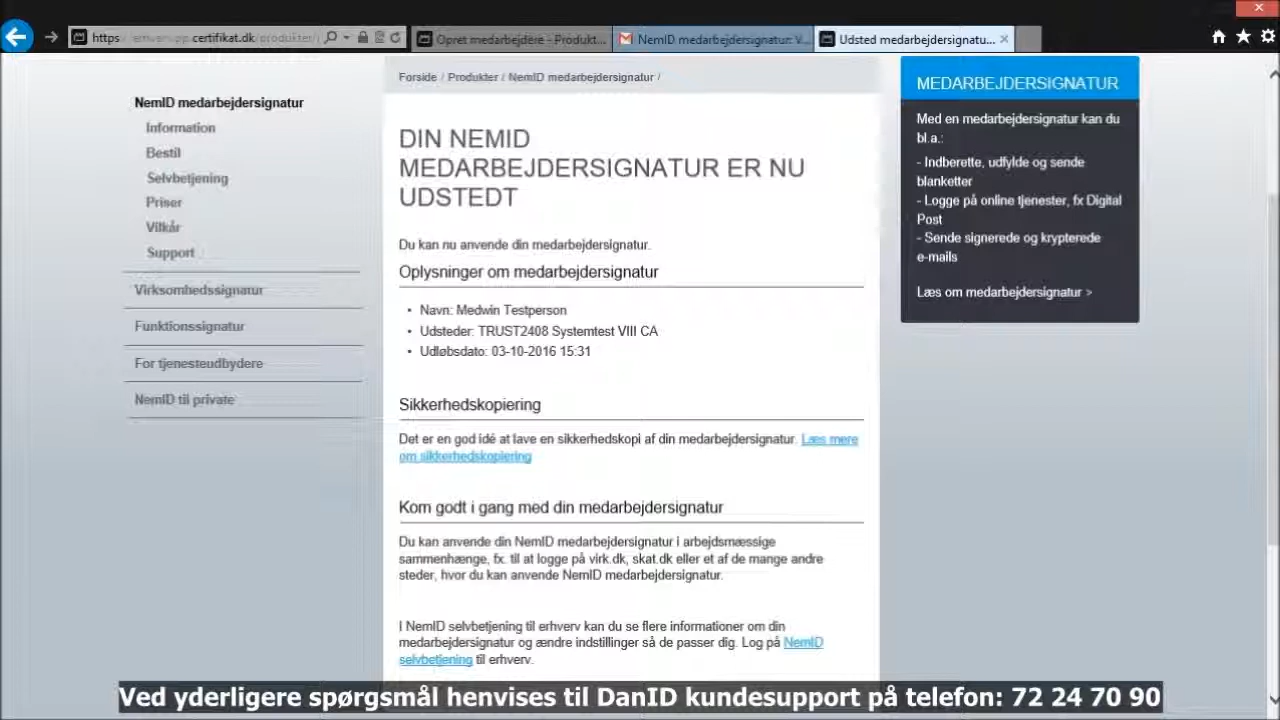 https
certifikat.dk/produkter/
Opret medarbejdere - Produkt...
NemID medarbejdersignatur: V...
Udsted medarbejdersignatu...
Forside / Produkter / NemID medarbejdersignatur /
NemID medarbejdersignatur
Information
Bestil
Selvbetjening
Priser
Vilkår
Support
Virksomhedssignatur
Funktionssignatur
For tjenesteudbydere
NemID til private
DIN NEMID
MEDARBEJDERSIGNATUR ER NU
UDSTEDT
Du kan nu anvende din medarbejdersignatur.
Oplysninger om medarbejdersignatur
• Navn: Medwin Testperson
• Udsteder: TRUST2408 Systemtest VIII CA
• Udløbsdato: 03-10-2016 15:31
Sikkerhedskopiering
Det er en god idé at lave en sikkerhedskopi af din medarbejdersignatur. Læs mere
om sikkerhedskopiering
Kom godt i gang med din medarbejdersignatur
Du kan anvende din NemID medarbejdersignatur i arbejdsmæssige
sammenhænge, fx. til at logge på virk.dk, skat.dk eller et af de mange andre
steder, hvor du kan anvende NemID medarbejdersignatur.
I NemID selvbetjening til erhverv kan du se flere informationer om din
medarbejdersignatur og ændre indstillinger så de passer dig. Log på NemID
selvbetjening til erhverv.
MEDARBEJDERSIGNATUR
Med en medarbejdersignatur kan du
bl.a.:
- Indberette, udfylde og sende
blanketter
- Logge på online tjenester, fx Digital
Post
- Sende signerede og krypterede
e-mails
Læs om medarbejdersignatur >
Ved yderligere spørgsmål henvises til DanID kundesupport på telefon: 72 24 70 90